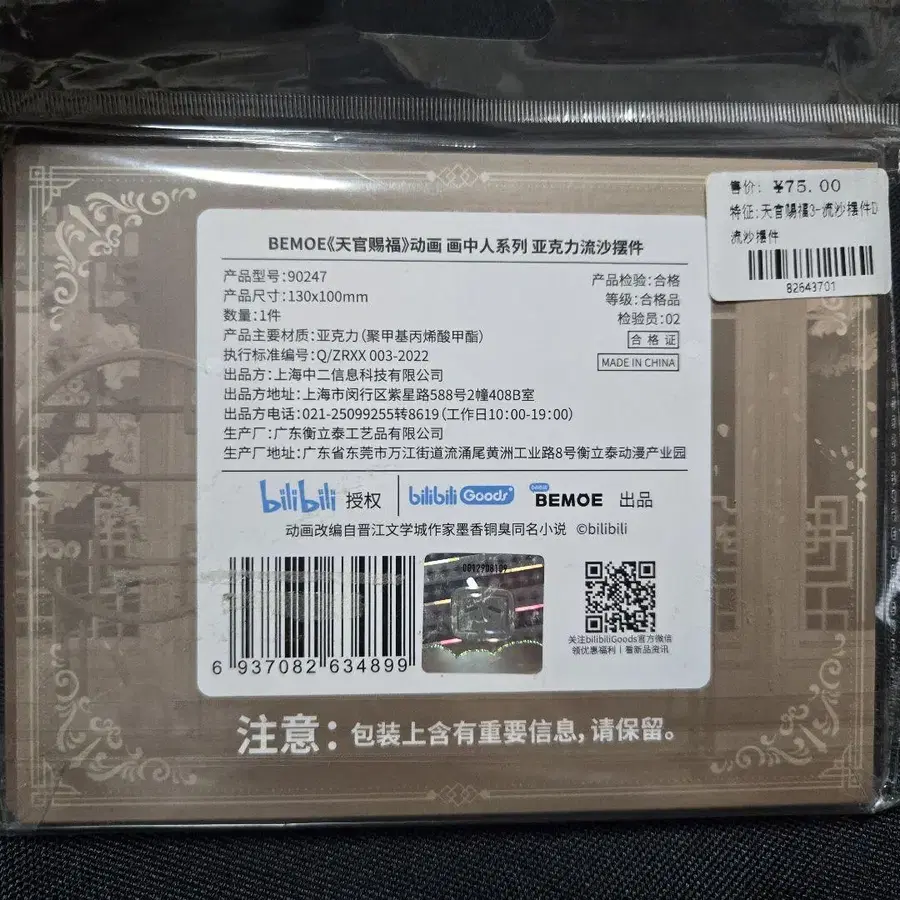 售价: ¥75.00
特征:天官赐福3-流沙摆件D
流沙摆件
82643701
BEMOE《天官赐福》动画 画中人系列 亚克力流沙摆件
产品型号:90247
产品尺寸:130x100mm
数量:1件
产品主要材质:亚克力(聚甲基丙烯酸甲酯)
执行标准编号:Q/ZRXX 003-2022
出品方:上海中二信息科技有限公司
出品方地址:上海市闵行区紫星路588号2幢408B室
出品方电话:021-25099255转8619(工作日10:00-19:00)
生产厂:广东衡立泰工艺品有限公司
生产厂地址:广东省东莞市万江街道流涌尾黄洲工业路8号衡立泰动漫产业园
产品检验:合格
等级:合格品
检验员:02
合格证
MADE IN CHINA
bilibili 授权 bilibili Goods BEMOE 出品
动画改编自晋江文学城作家墨香铜臭同名小说 ©bilibili
6 937082 634899
关注bilibiliGoods官方微信
领优惠福利 | 看新品资讯
注意: 包装上含有重要信息,请保留。